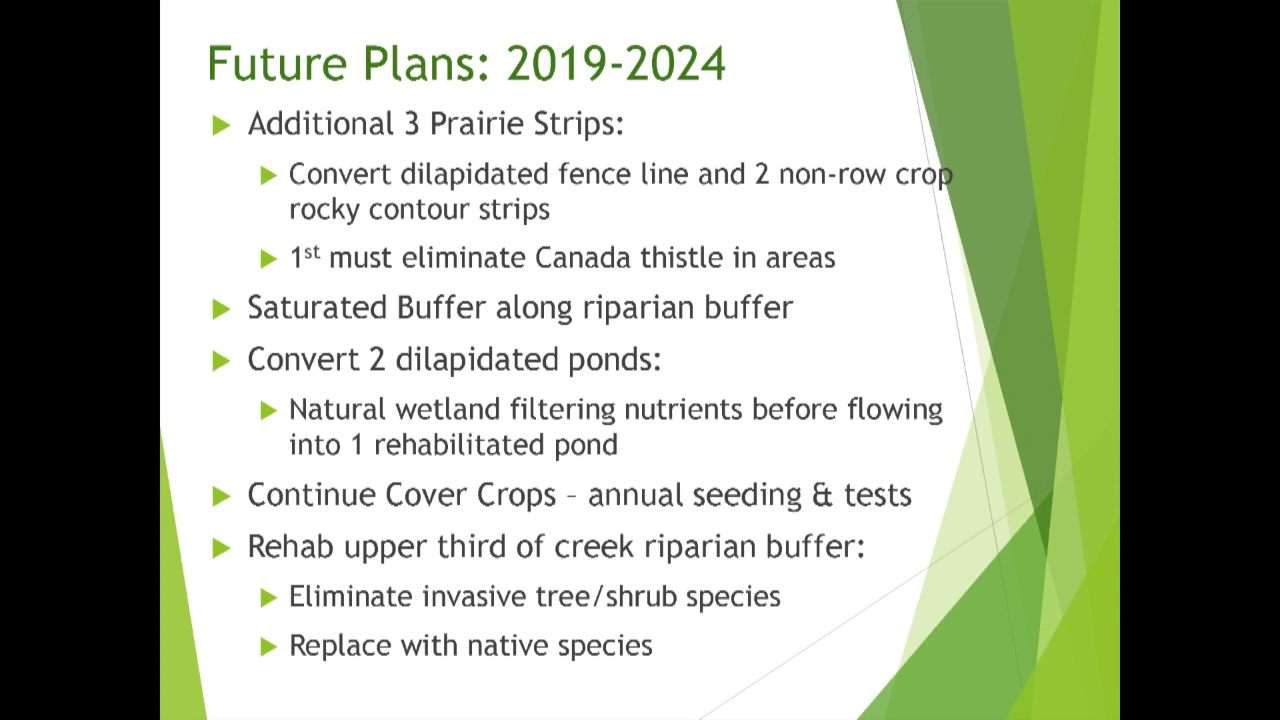 Future Plans: 2019-2024
Additional 3 Prairie Strips:
Convert dilapidated fence line and 2 non-row crop
rocky contour strips
1st must eliminate Canada thistle in areas
Saturated Buffer along riparian buffer
Convert 2 dilapidated ponds:
Natural wetland filtering nutrients before flowing
into 1 rehabilitated pond
Continue Cover Crops – annual seeding & tests
Rehab upper third of creek riparian buffer:
Eliminate invasive tree/shrub species
Replace with native species